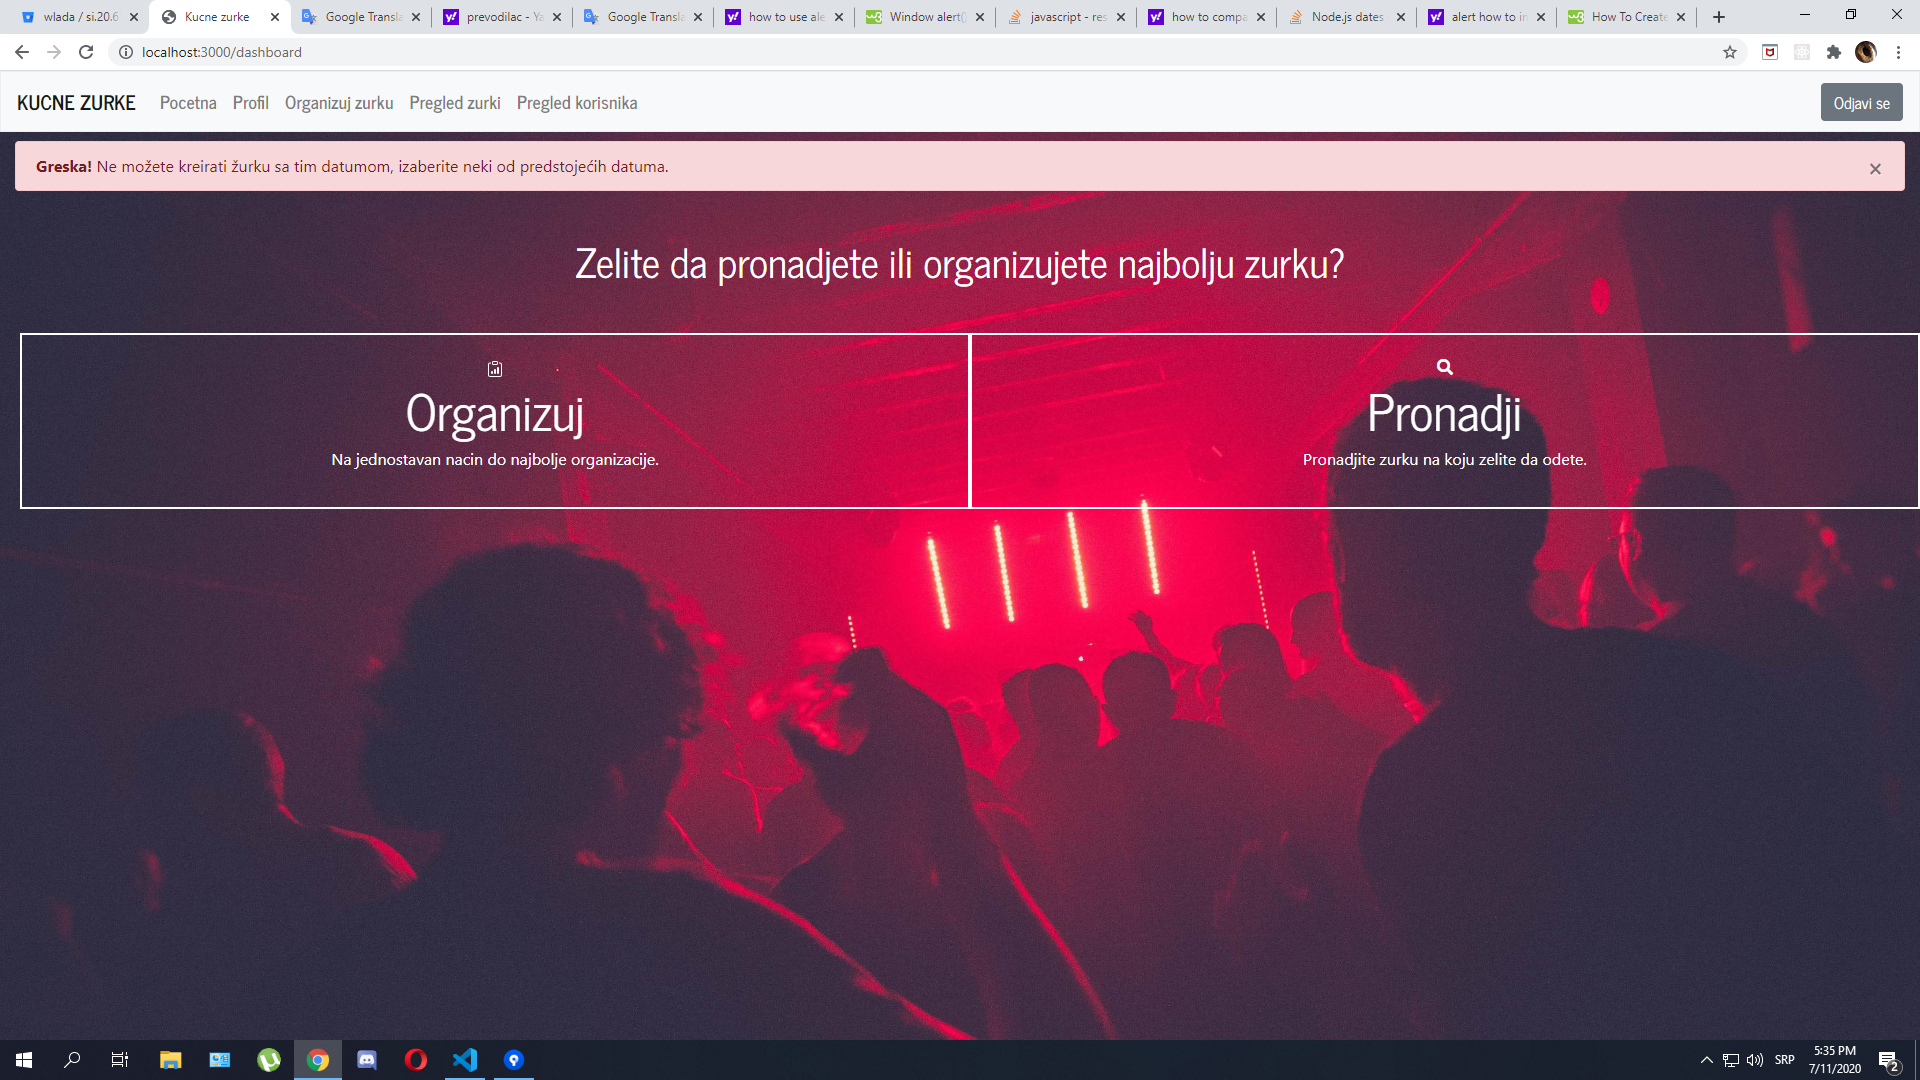 wlada / si.20.6
Kucne zurke
Google Transla
prevodilac - Ya
Google Transla
how to use ale
Window alert()
javascript - res
how to compa
Node.js dates
alert how to in
How To Create
localhost:3000/dashboard
KUCNE ZURKE
Pocetna
Profil
Organizuj zurku
Pregled zurki
Pregled korisnika
Odjavi se
Greska! Ne možete kreirati žurku sa tim datumom, izaberite neki od predstojećih datuma.
Zelite da pronadjete ili organizujete najbolju zurku?
Organizuj
Na jednostavan nacin do najbolje organizacije.
Pronadji
Pronadjite zurku na koju zelite da odete.
SRP
5:35 PM
7/11/2020
2